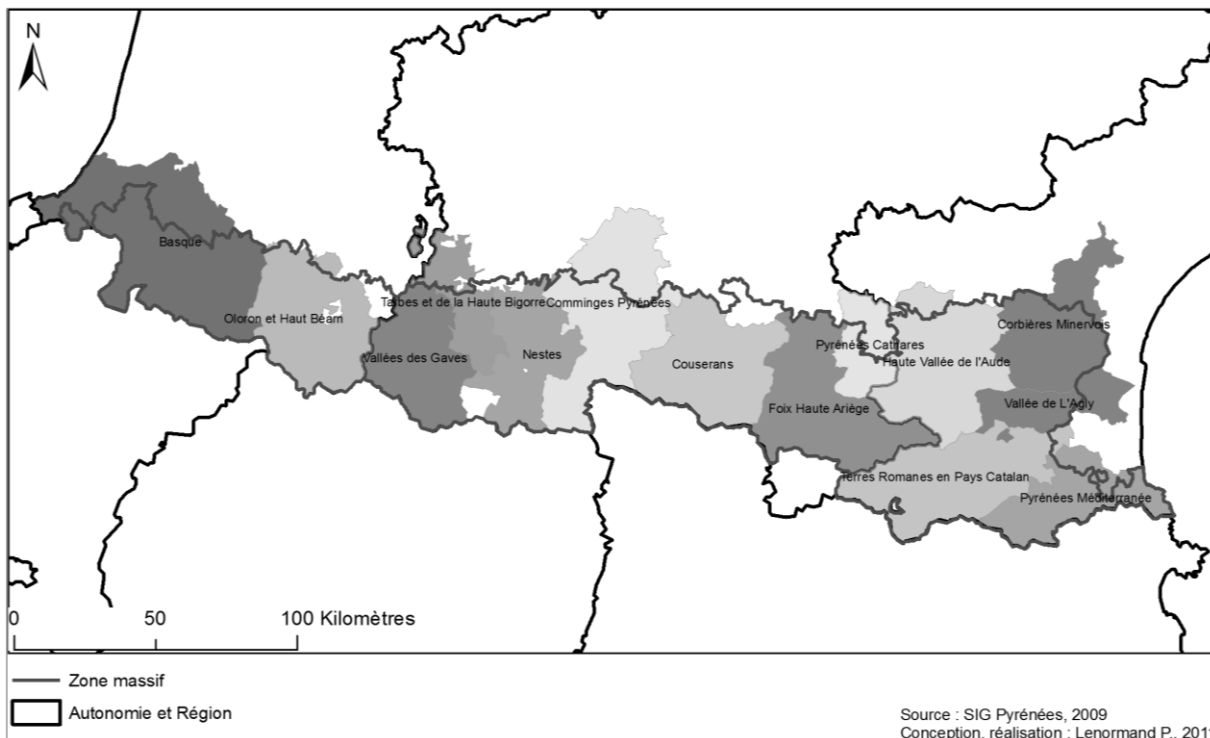 N
Basque
Oloron et Haut Béarn
Tarbes et de la Haute Bigorre
Comminges Pyrénées
Vallées des Gaves
Nestes
Couserans
Foix Haute Ariège
Pyrénées Cathares
Haute Vallée de l'Aude
Corbières Minervois
Vallée de L'Agly
Terres Romanes en Pays Catalan
Pyrénées Méditerranée
0 50 100 Kilomètres
Zone massif
Autonomie et Région
Source : SIG Pyrénées, 2009
Conception, réalisation : Lenormand P., 201